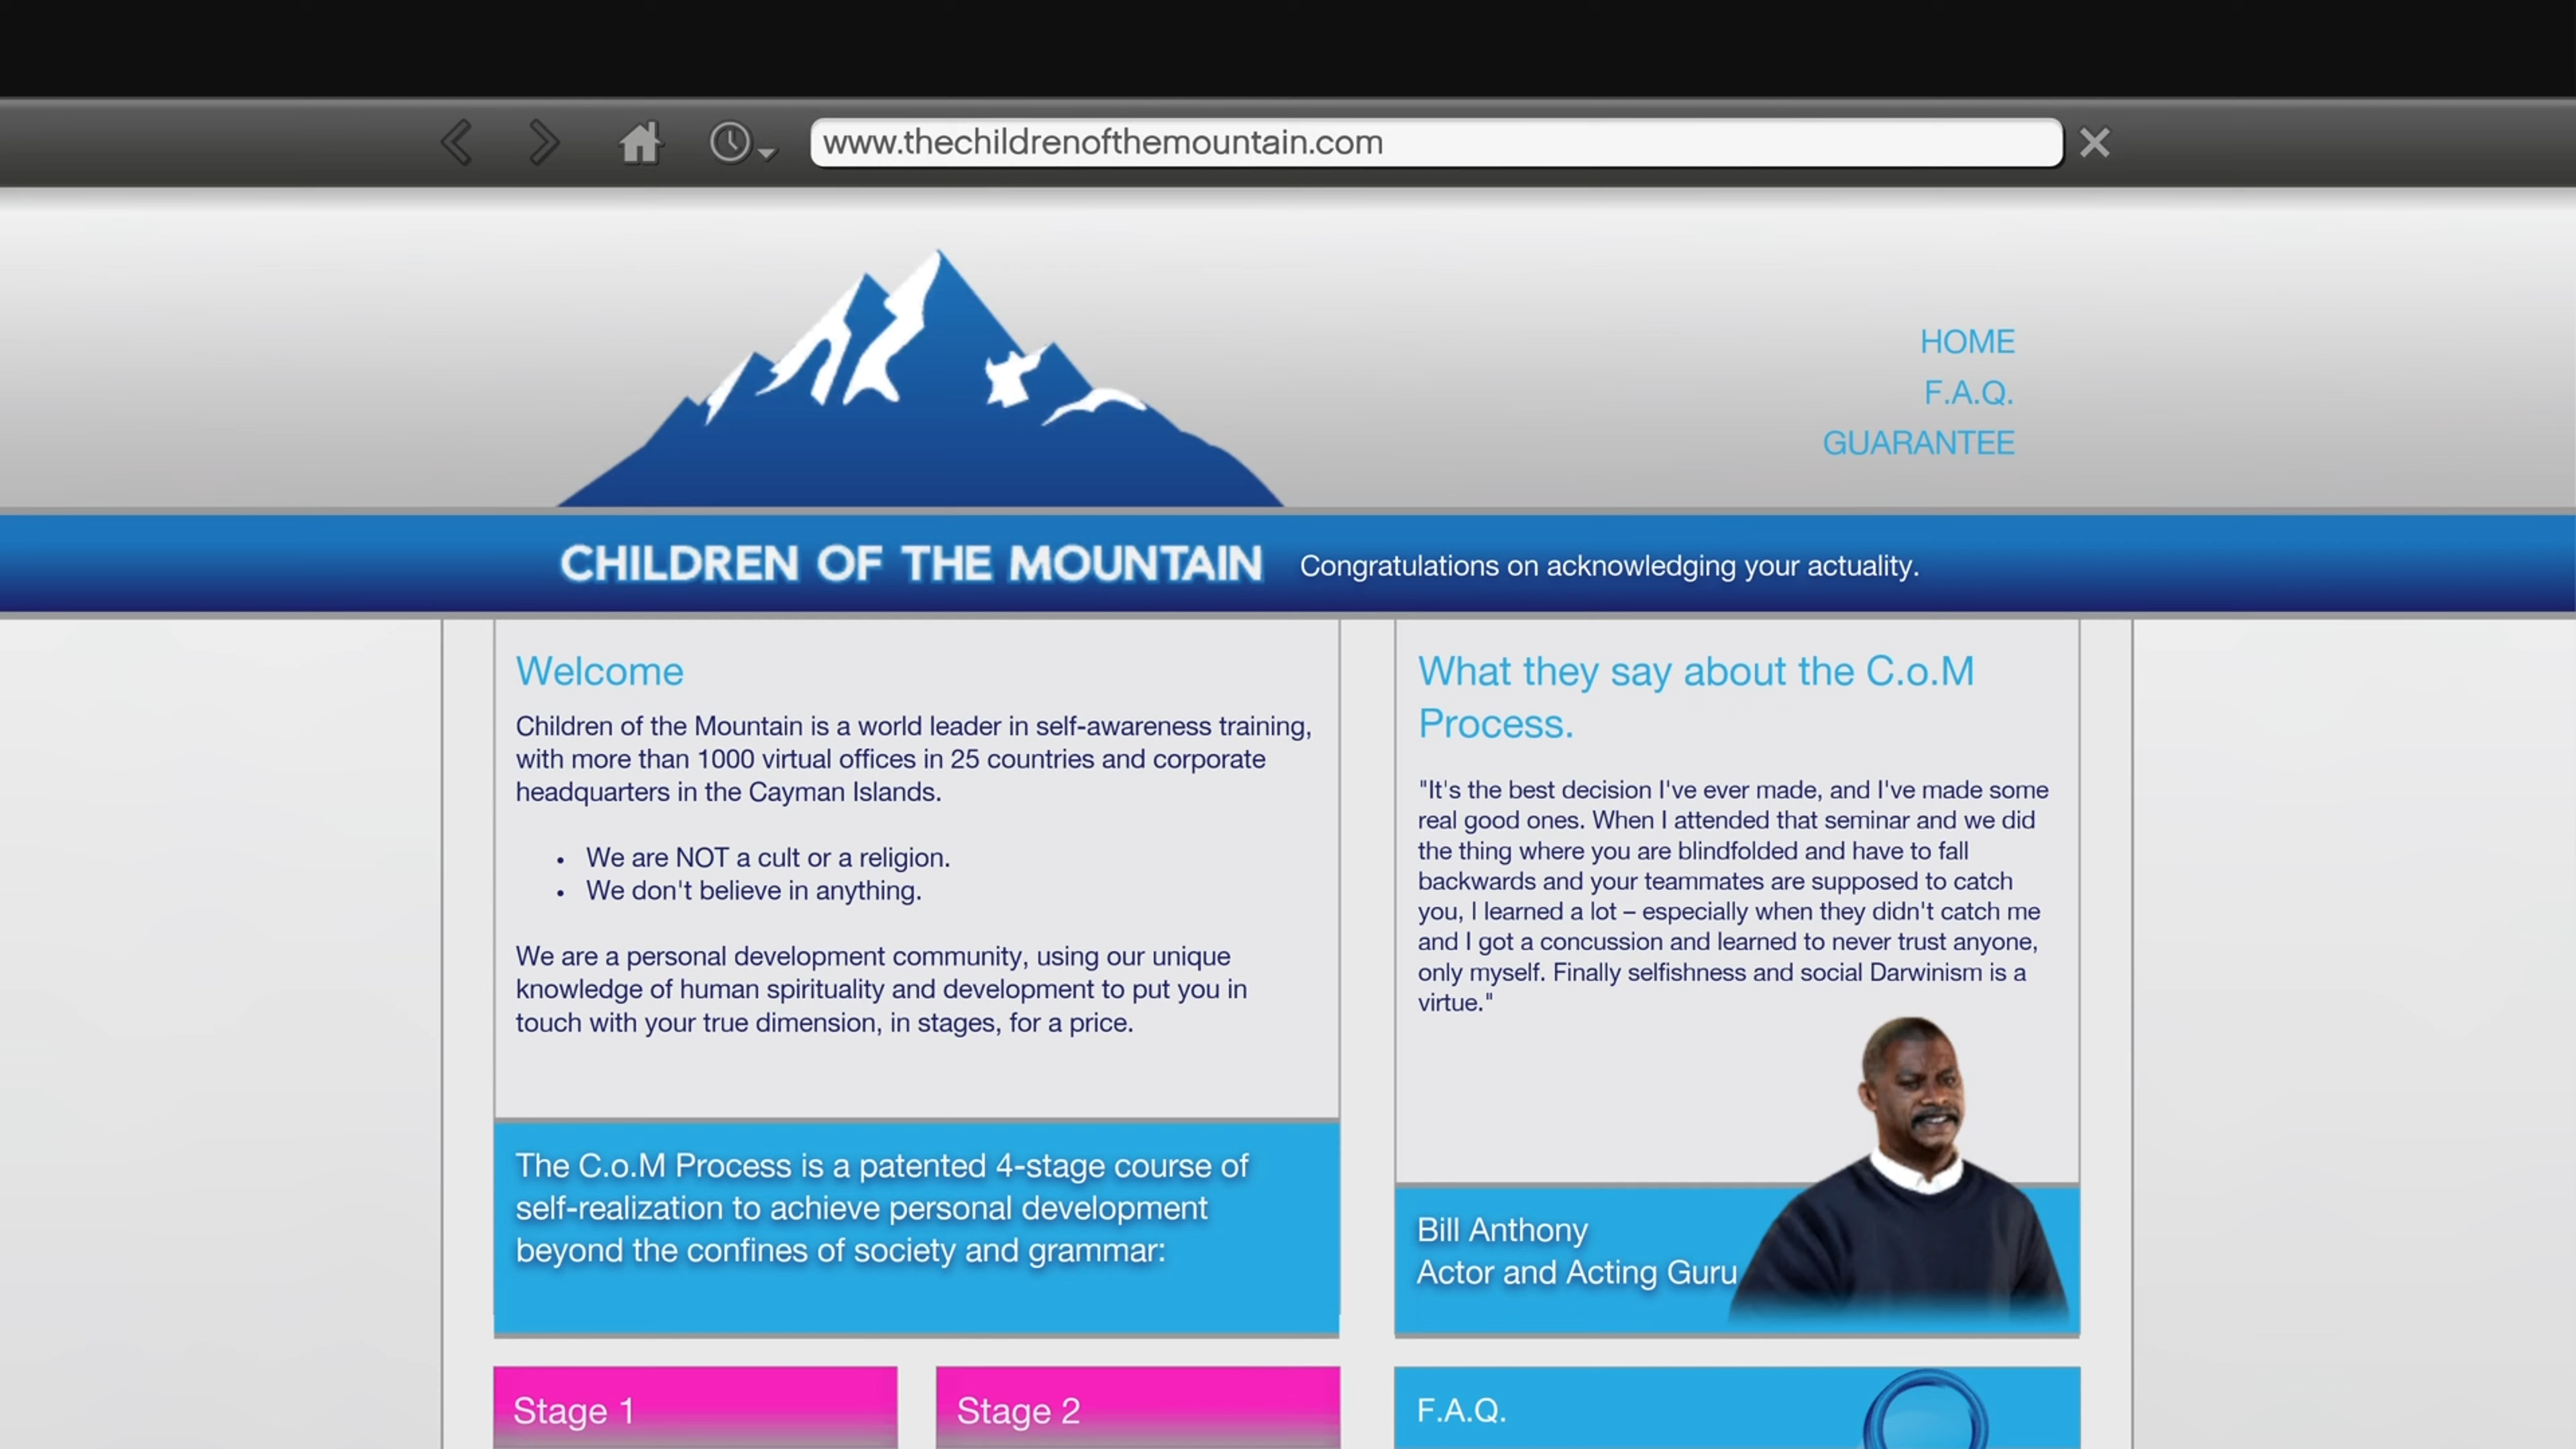 www.thechildrenofthemountain.com
HOME
F.A.Q.
GUARANTEE
CHILDREN OF THE MOUNTAIN
Congratulations on acknowledging your actuality.
Welcome
Children of the Mountain is a world leader in self-awareness training,
with more than 1000 virtual offices in 25 countries and corporate
headquarters in the Cayman Islands.
• We are NOT a cult or a religion.
• We don't believe in anything.
We are a personal development community, using our unique
knowledge of human spirituality and development to put you in
touch with your true dimension, in stages, for a price.
The C.o.M Process is a patented 4-stage course of
self-realization to achieve personal development
beyond the confines of society and grammar:
What they say about the C.o.M
Process.
"It's the best decision I've ever made, and I've made some
real good ones. When I attended that seminar and we did
the thing where you are blindfolded and have to fall
backwards and your teammates are supposed to catch
you, I learned a lot – especially when they didn't catch me
and I got a concussion and learned to never trust anyone,
only myself. Finally selfishness and social Darwinism is a
virtue."
Bill Anthony
Actor and Acting Guru
Stage 1
Stage 2
F.A.Q.